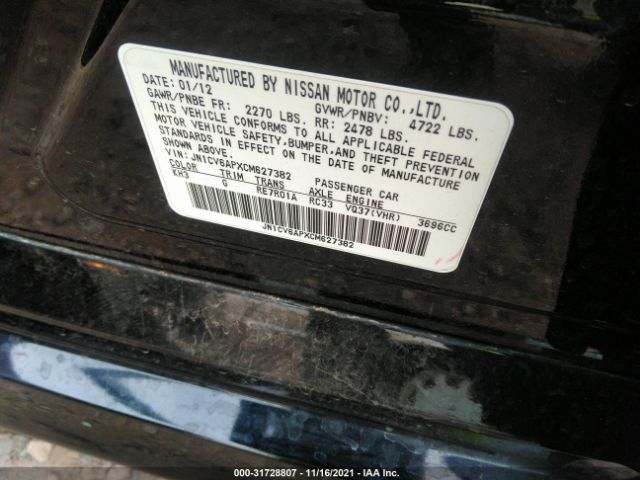 MANUFACTURED BY NISSAN MOTOR CO.,LTD.
DATE: 01/12 GVWR/PNBV: 4722 LBS.
GAWR/PNBE FR: 2270 LBS. RR: 2478 LBS.
THIS VEHICLE CONFORMS TO ALL APPLICABLE FEDERAL
MOTOR VEHICLE SAFETY,BUMPER,AND THEFT PREVENTION
STANDARDS IN EFFECT ON THE DATE OF MANUFACTURE
SHOWN ABOVE.
VIN: JN1CV6APXCM627382 PASSENGER CAR
COLOR TRIM TRANS AXLE ENGINE
KH3 G RE7R01A RC33 VQ37(VHR) 3696CC
JN1CV6APXCM627382
000-31728807 - 11/16/2021 - IAA Inc.